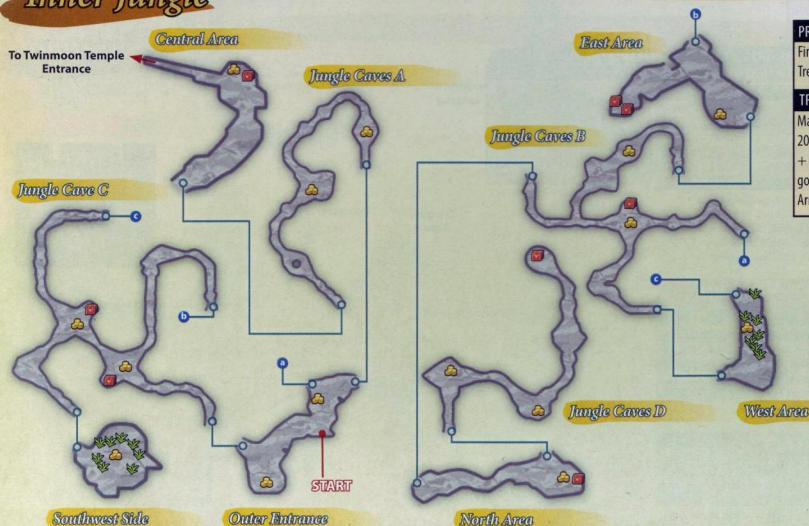 Inner Jungle
Central Area
To Twinmoon Temple
Entrance
Jungle Caves A
East Area
b
Jungle Caves B
Jungle Cave C
c
a
c
b
a
START
Jungle Caves D
West Area
Southwest Side
Outer Entrance
North Area